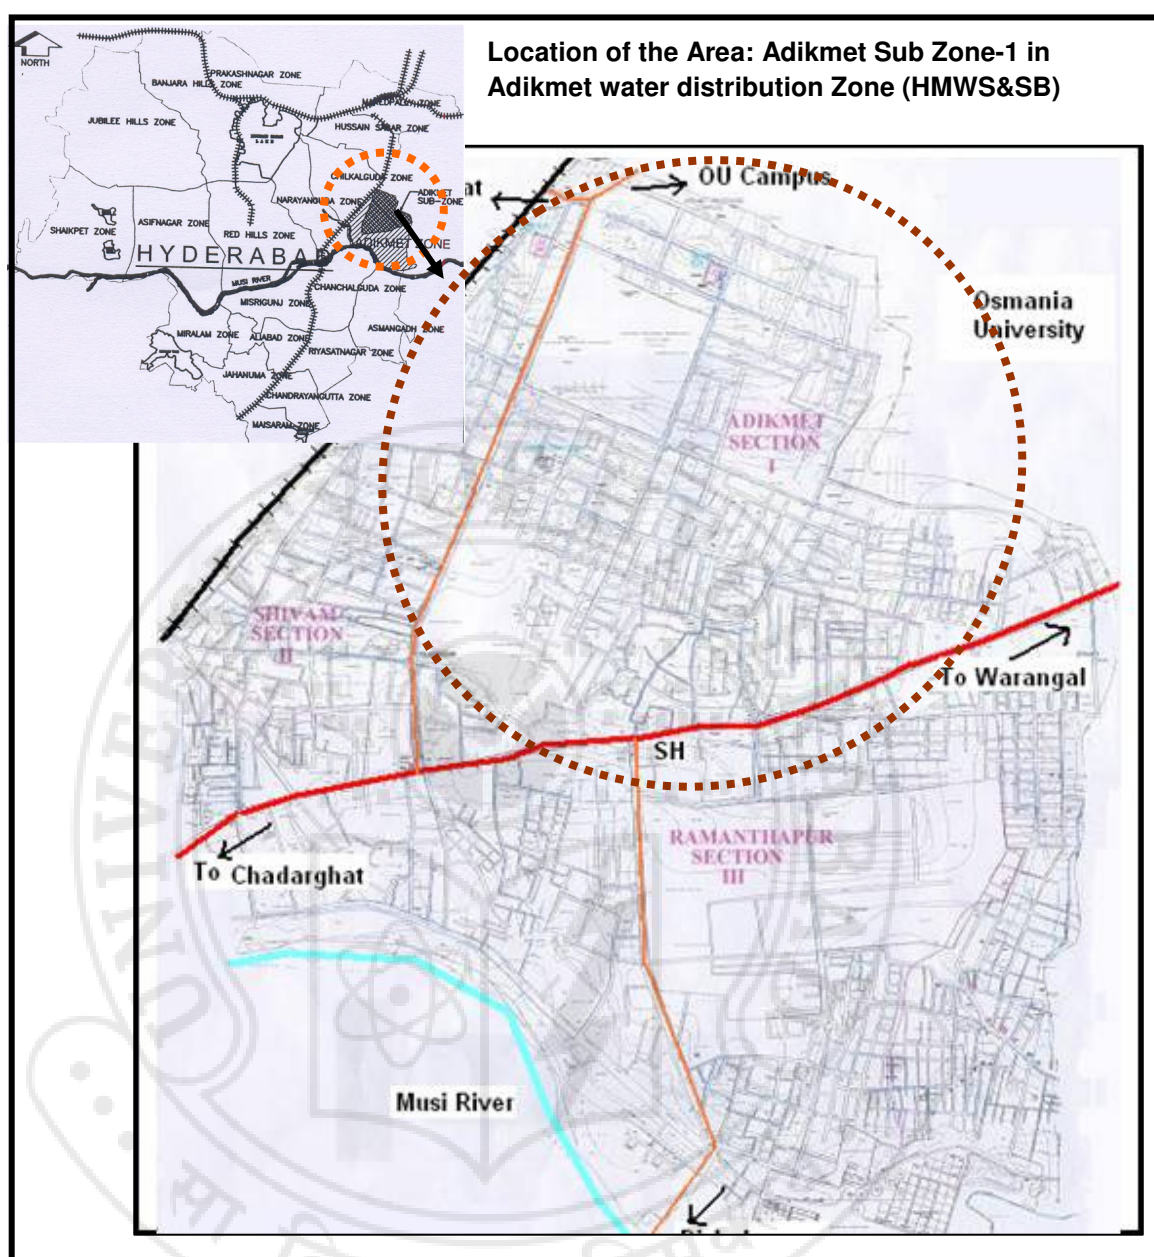 Location of the Area: Adikmet Sub Zone-1 in
Adikmet water distribution Zone (HMWS&SB)
NORTH
PRAKASHNAGAR ZONE
BANJARA HILLS ZONE
JUBILEE HILLS ZONE
HUSSAIN SAGAR ZONE
LAKE
CHILKALGUDA ZONE
ADIKMET
SUB-ZONE
NARAYANGUDA ZONE
ASIFNAGAR ZONE
SHAIKPET ZONE
RED HILLS ZONE
ADIKMET ZONE
HYDERABAD
MUSI RIVER
CHANCHALGUDA ZONE
MISRIGUNJ ZONE
MIRALAM ZONE
ALIABAD ZONE
ASMANGADH ZONE
RIYASATNAGAR ZONE
JAHANUMA ZONE
CHANDRAYANGUTTA ZONE
MAISARAM ZONE
at
OU Campus
Osmania
University
ADIKMET
SECTION
I
SHIVAM
SECTION
II
To Warangal
SH
RAMANTHAPUR
SECTION
III
To Chadarghat
Musi River